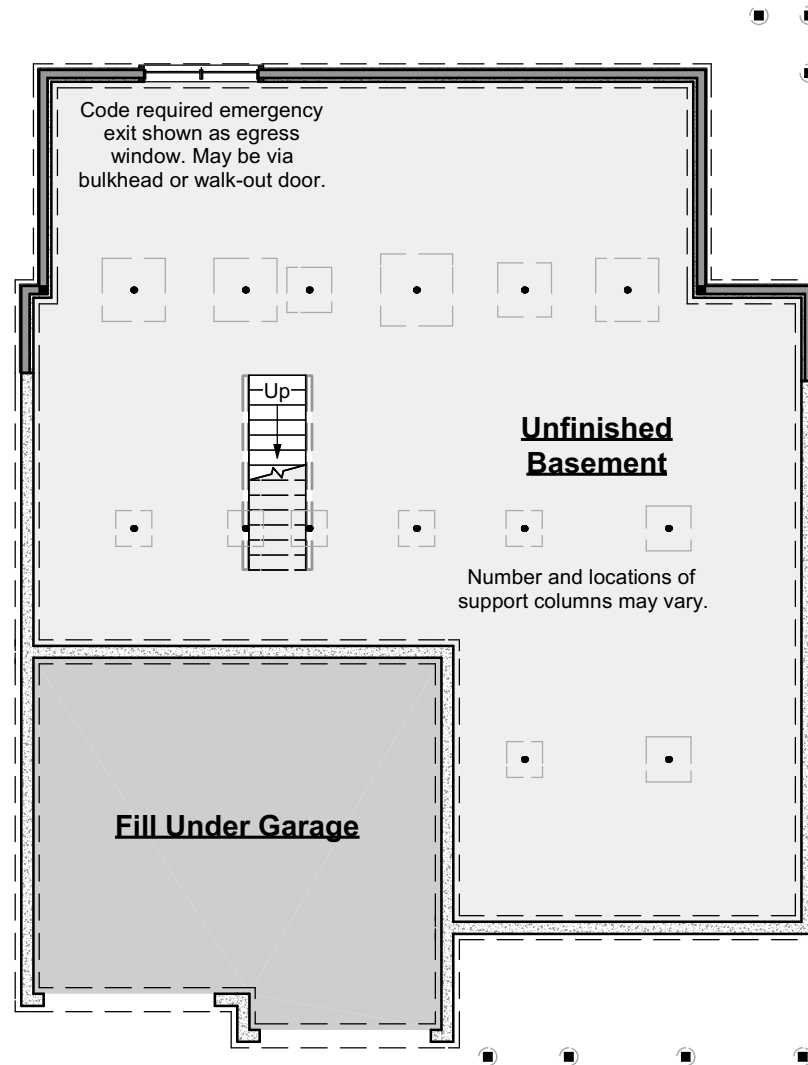 Code required emergency
exit shown as egress
window. May be via
bulkhead or walk-out door.
Up
Unfinished
Basement
Number and locations of
support columns may vary.
Fill Under Garage